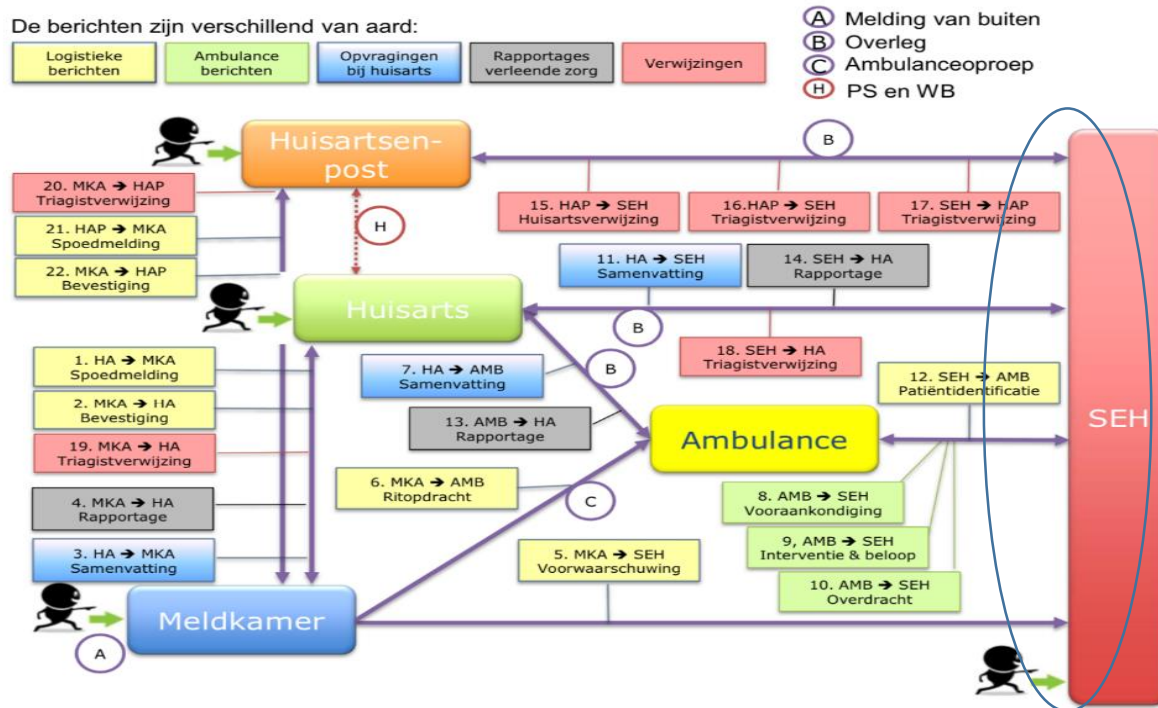 De berichten zijn verschillend van aard:
Logistieke
berichten
Ambulance
berichten
Opvragingen
bij huisarts
Rapportages
verleende zorg
Verwijzingen
A Melding van buiten
B Overleg
C Ambulanceoproep
H PS en WB
Huisartsen-
post
B
20. MKA → HAP
Triagistverwijzing
21. HAP → MKA
Spoedmelding
22. MKA → HAP
Bevestiging
H
15. HAP → SEH
Huisartsverwijzing
16.HAP → SEH
Triagistverwijzing
17. SEH → HAP
Triagistverwijzing
11. HA → SEH
Samenvatting
14. SEH → HA
Rapportage
Huisarts
B
18. SEH → HA
Triagistverwijzing
1. HA → MKA
Spoedmelding
2. MKA → HA
Bevestiging
19. MKA → HA
Triagistverwijzing
4. MKA → HA
Rapportage
3. HA → MKA
Samenvatting
7. HA → AMB
Samenvatting
B
13. AMB → HA
Rapportage
12. SEH → AMB
Patiëntidentificatie
Ambulance
SEH
6. MKA → AMB
Ritopdracht
C
8. AMB → SEH
Vooraankondiging
9, AMB → SEH
Interventie & beloop
10. AMB → SEH
Overdracht
5. MKA → SEH
Voorwaarschuwing
Meldkamer
A